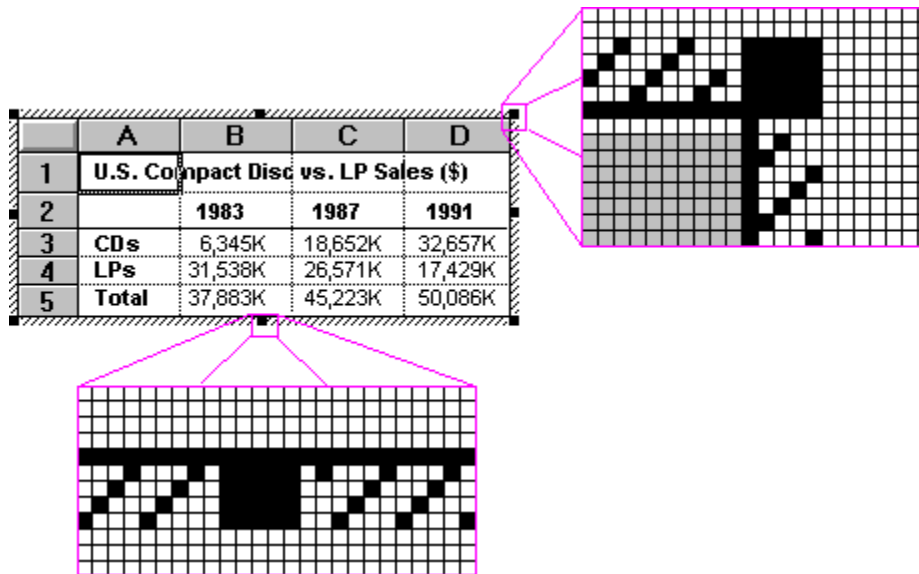 A B C D
1 U.S. Compact Disc vs. LP Sales ($)
2 1983 1987 1991
3 CDs 6,345K 18,652K 32,657K
4 LPs 31,538K 26,571K 17,429K
5 Total 37,883K 45,223K 50,086K